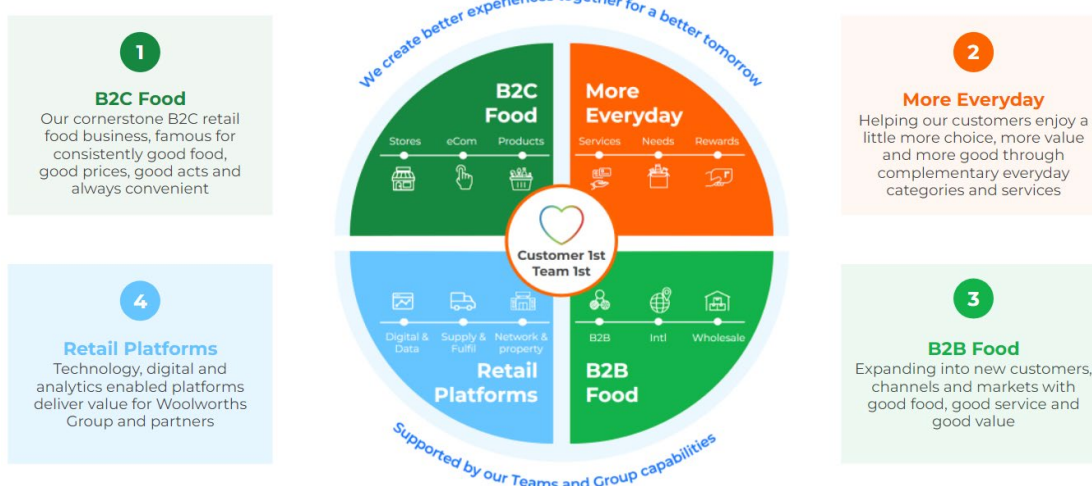 We create better experiences together for a better tomorrow
1
B2C Food
Our cornerstone B2C retail
food business, famous for
consistently good food,
good prices, good acts and
always convenient
2
More Everyday
Helping our customers enjoy a
little more choice, more value
and more good through
complementary everyday
categories and services
B2C
Food
Stores eCom Products
More
Everyday
Services Needs Rewards
Customer 1st
Team 1st
Digital &
Data
Supply &
Fulfil
Network &
property
Retail
Platforms
B2B Intl Wholesale
B2B
Food
4
Retail Platforms
Technology, digital and
analytics enabled platforms
deliver value for Woolworths
Group and partners
3
B2B Food
Expanding into new customers,
channels and markets with
good food, good service and
good value
Supported by our Teams and Group capabilities